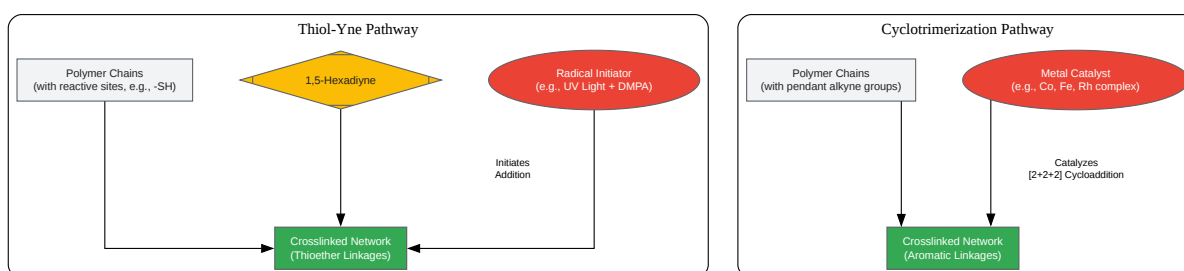 Thiol-Yne Pathway
Polymer Chains
(with reactive sites, e.g., -SH)
1,5-Hexadiyne
Radical Initiator
(e.g., UV Light + DMPA)
Initiates
Addition
Crosslinked Network
(Thioether Linkages)
Cyclotrimerization Pathway
Polymer Chains
(with pendant alkyne groups)
Metal Catalyst
(e.g., Co, Fe, Rh complex)
Catalyzes
[2+2+2] Cycloaddition
Crosslinked Network
(Aromatic Linkages)